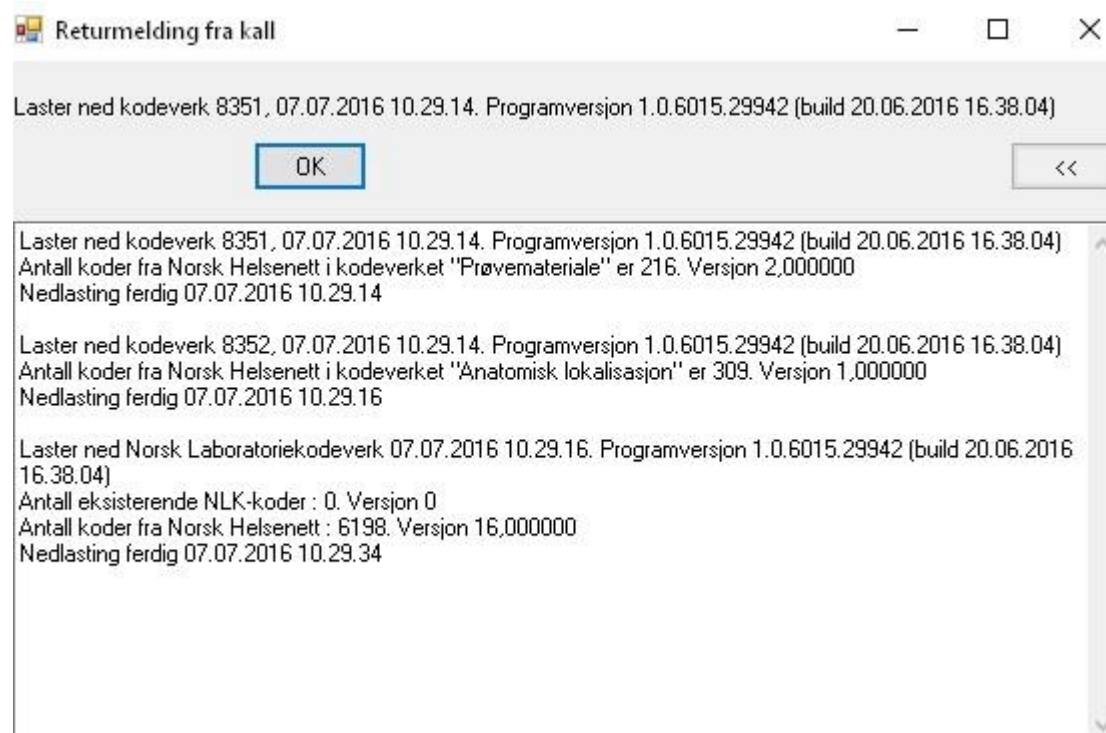 Returmelding fra kall
Laster ned kodeverk 8351, 07.07.2016 10.29.14. Programversjon 1.0.6015.29942 (build 20.06.2016 16.38.04)
OK
<<
Laster ned kodeverk 8351, 07.07.2016 10.29.14. Programversjon 1.0.6015.29942 (build 20.06.2016 16.38.04)
Antall koder fra Norsk Helsenett i kodeverket "Prøvemateriale" er 216. Versjon 2,000000
Nedlasting ferdig 07.07.2016 10.29.14
Laster ned kodeverk 8352, 07.07.2016 10.29.14. Programversjon 1.0.6015.29942 (build 20.06.2016 16.38.04)
Antall koder fra Norsk Helsenett i kodeverket "Anatomisk lokalisasjon" er 309. Versjon 1,000000
Nedlasting ferdig 07.07.2016 10.29.16
Laster ned Norsk Laboratoriekodeverk 07.07.2016 10.29.16. Programversjon 1.0.6015.29942 (build 20.06.2016
16.38.04)
Antall eksisterende NLK-koder : 0. Versjon 0
Antall koder fra Norsk Helsenett : 6198. Versjon 16,000000
Nedlasting ferdig 07.07.2016 10.29.34